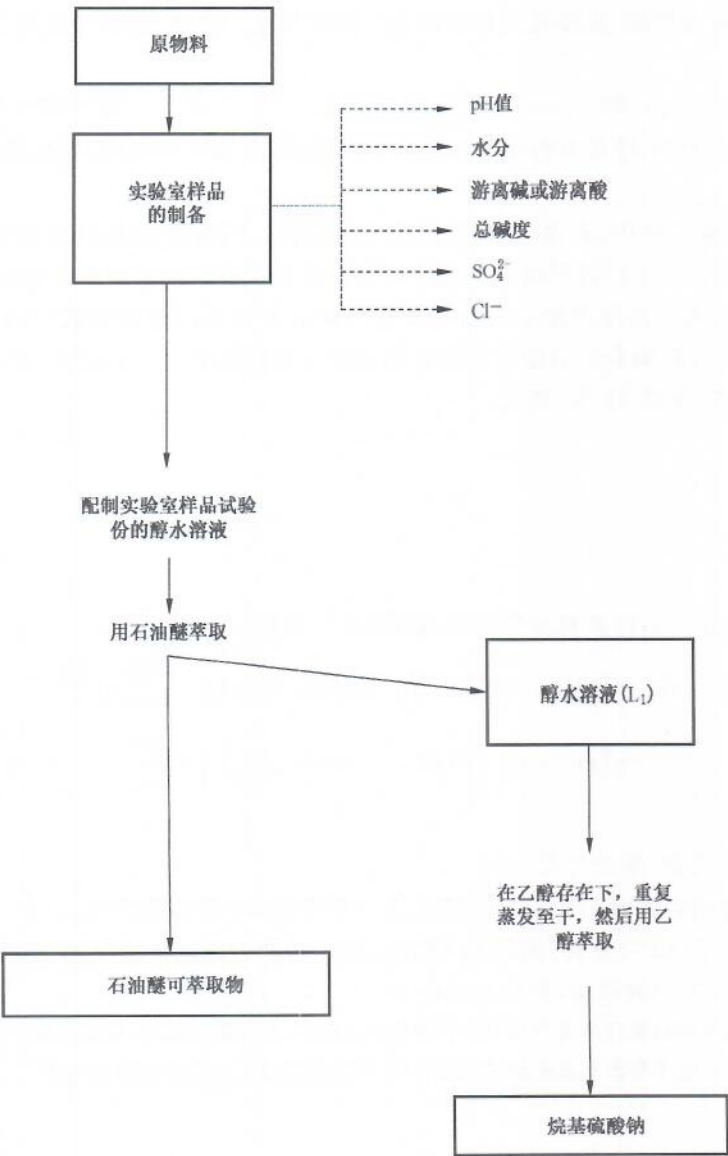 原物料
实验室样品
的制备
pH值
水分
游离碱或游离酸
总碱度
SO₄²⁻
Cl⁻
配制实验室样品试验
份的醇水溶液
用石油醚萃取
醇水溶液(L₁)
在乙醇存在下，重复
蒸发至干，然后用乙
醇萃取
石油醚可萃取物
烷基硫酸钠